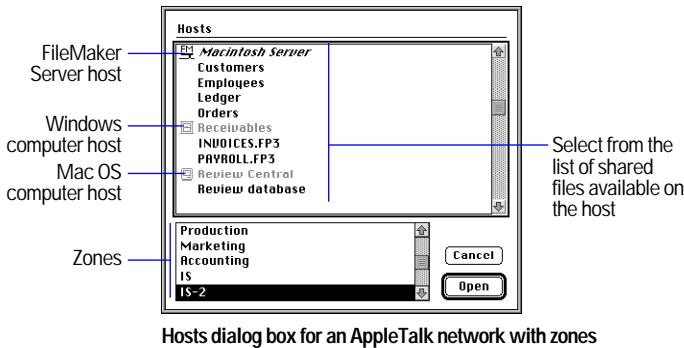 Hosts
FileMaker
Server host
FM
Macintosh Server
Customers
Employees
Ledger
Orders
Windows
computer host
Receivables
INVOICES.FP3
PAYROLL.FP3
Mac OS
computer host
Review Central
Review database
Select from the
list of shared
files available on
the host
Zones
Production
Marketing
Accounting
IS
IS-2
Cancel
Open
Hosts dialog box for an AppleTalk network with zones